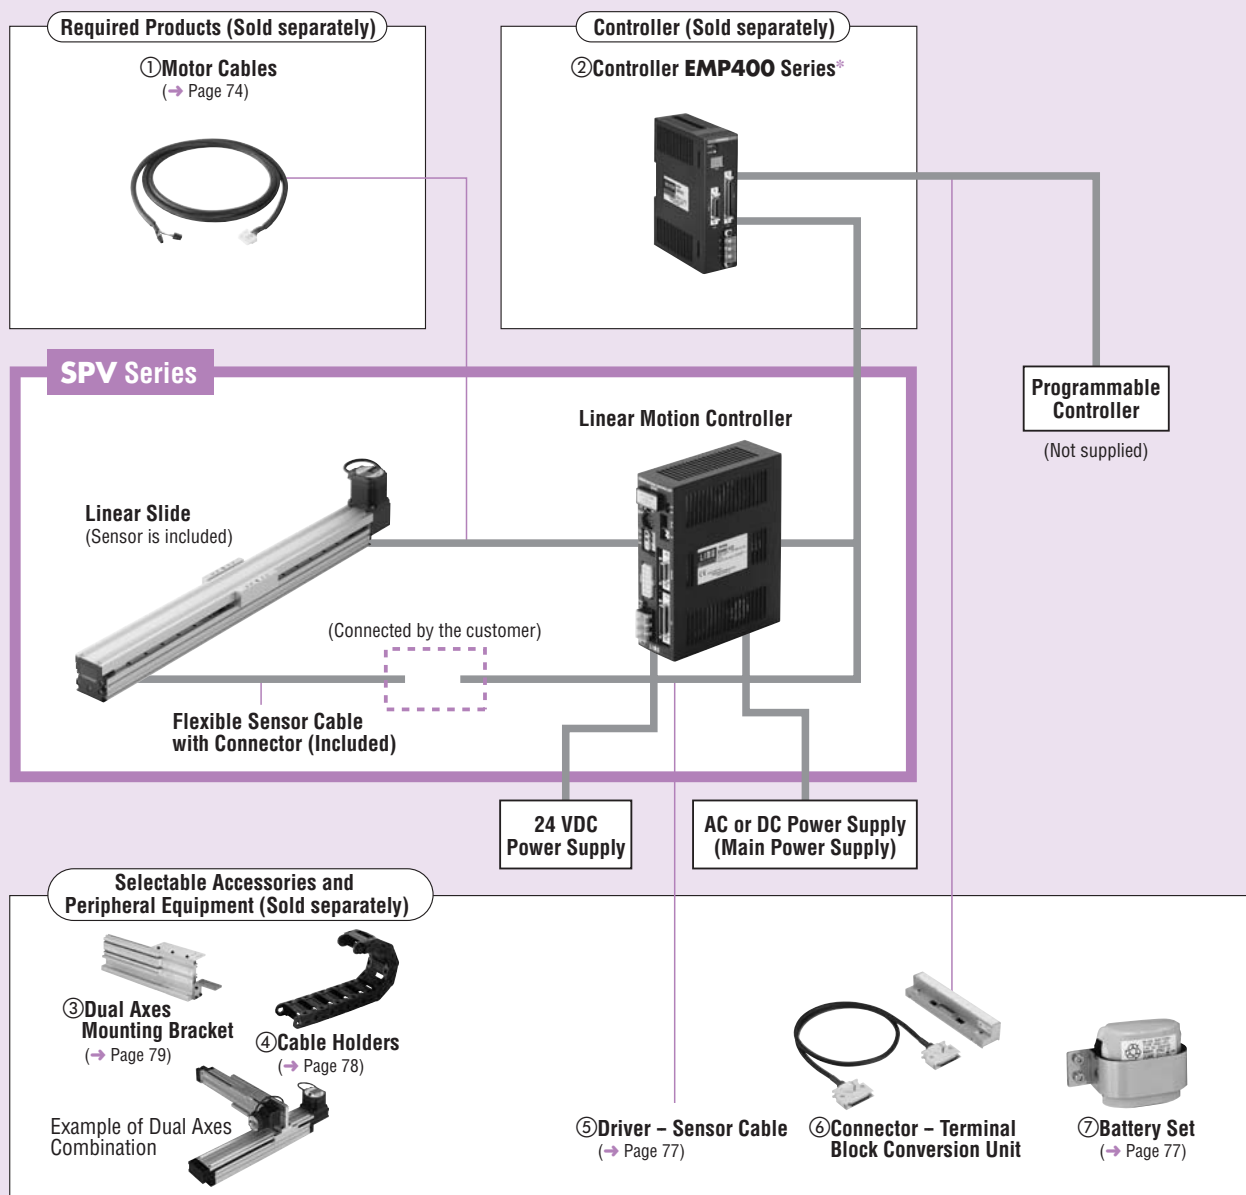 Required Products (Sold separately)
①Motor Cables
(➜ Page 74)
Controller (Sold separately)
②Controller EMP400 Series*
SPV Series
Linear Motion Controller
Programmable
Controller
(Not supplied)
Linear Slide
(Sensor is included)
(Connected by the customer)
Flexible Sensor Cable
with Connector (Included)
24 VDC
Power Supply
AC or DC Power Supply
(Main Power Supply)
Selectable Accessories and
Peripheral Equipment (Sold separately)
③Dual Axes
Mounting Bracket
(➜ Page 79)
④Cable Holders
(➜ Page 78)
Example of Dual Axes
Combination
⑤Driver – Sensor Cable
(➜ Page 77)
⑥Connector – Terminal
Block Conversion Unit
⑦Battery Set
(➜ Page 77)